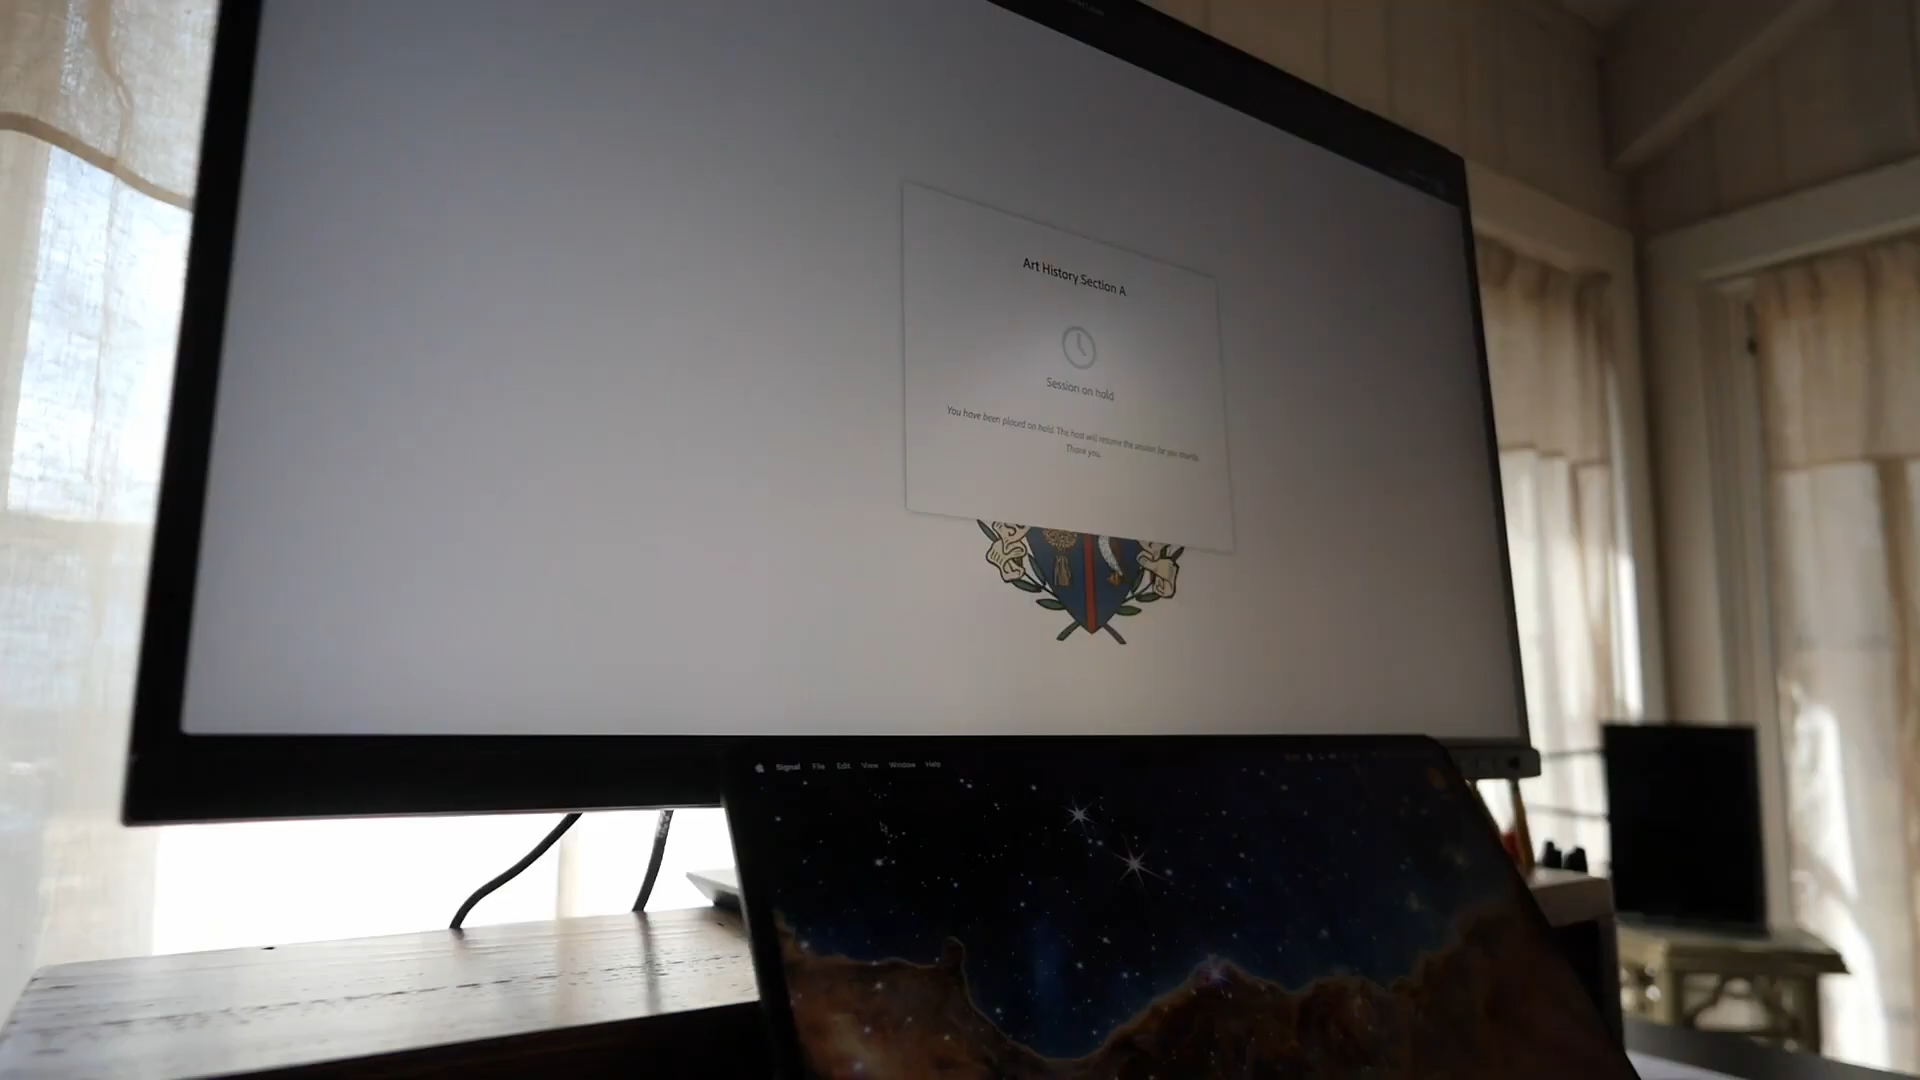 Art History Section A
Session on hold
You have been placed on hold. The host will resume the session for you shortly.
Thank you.
Signal File Edit View Window Help